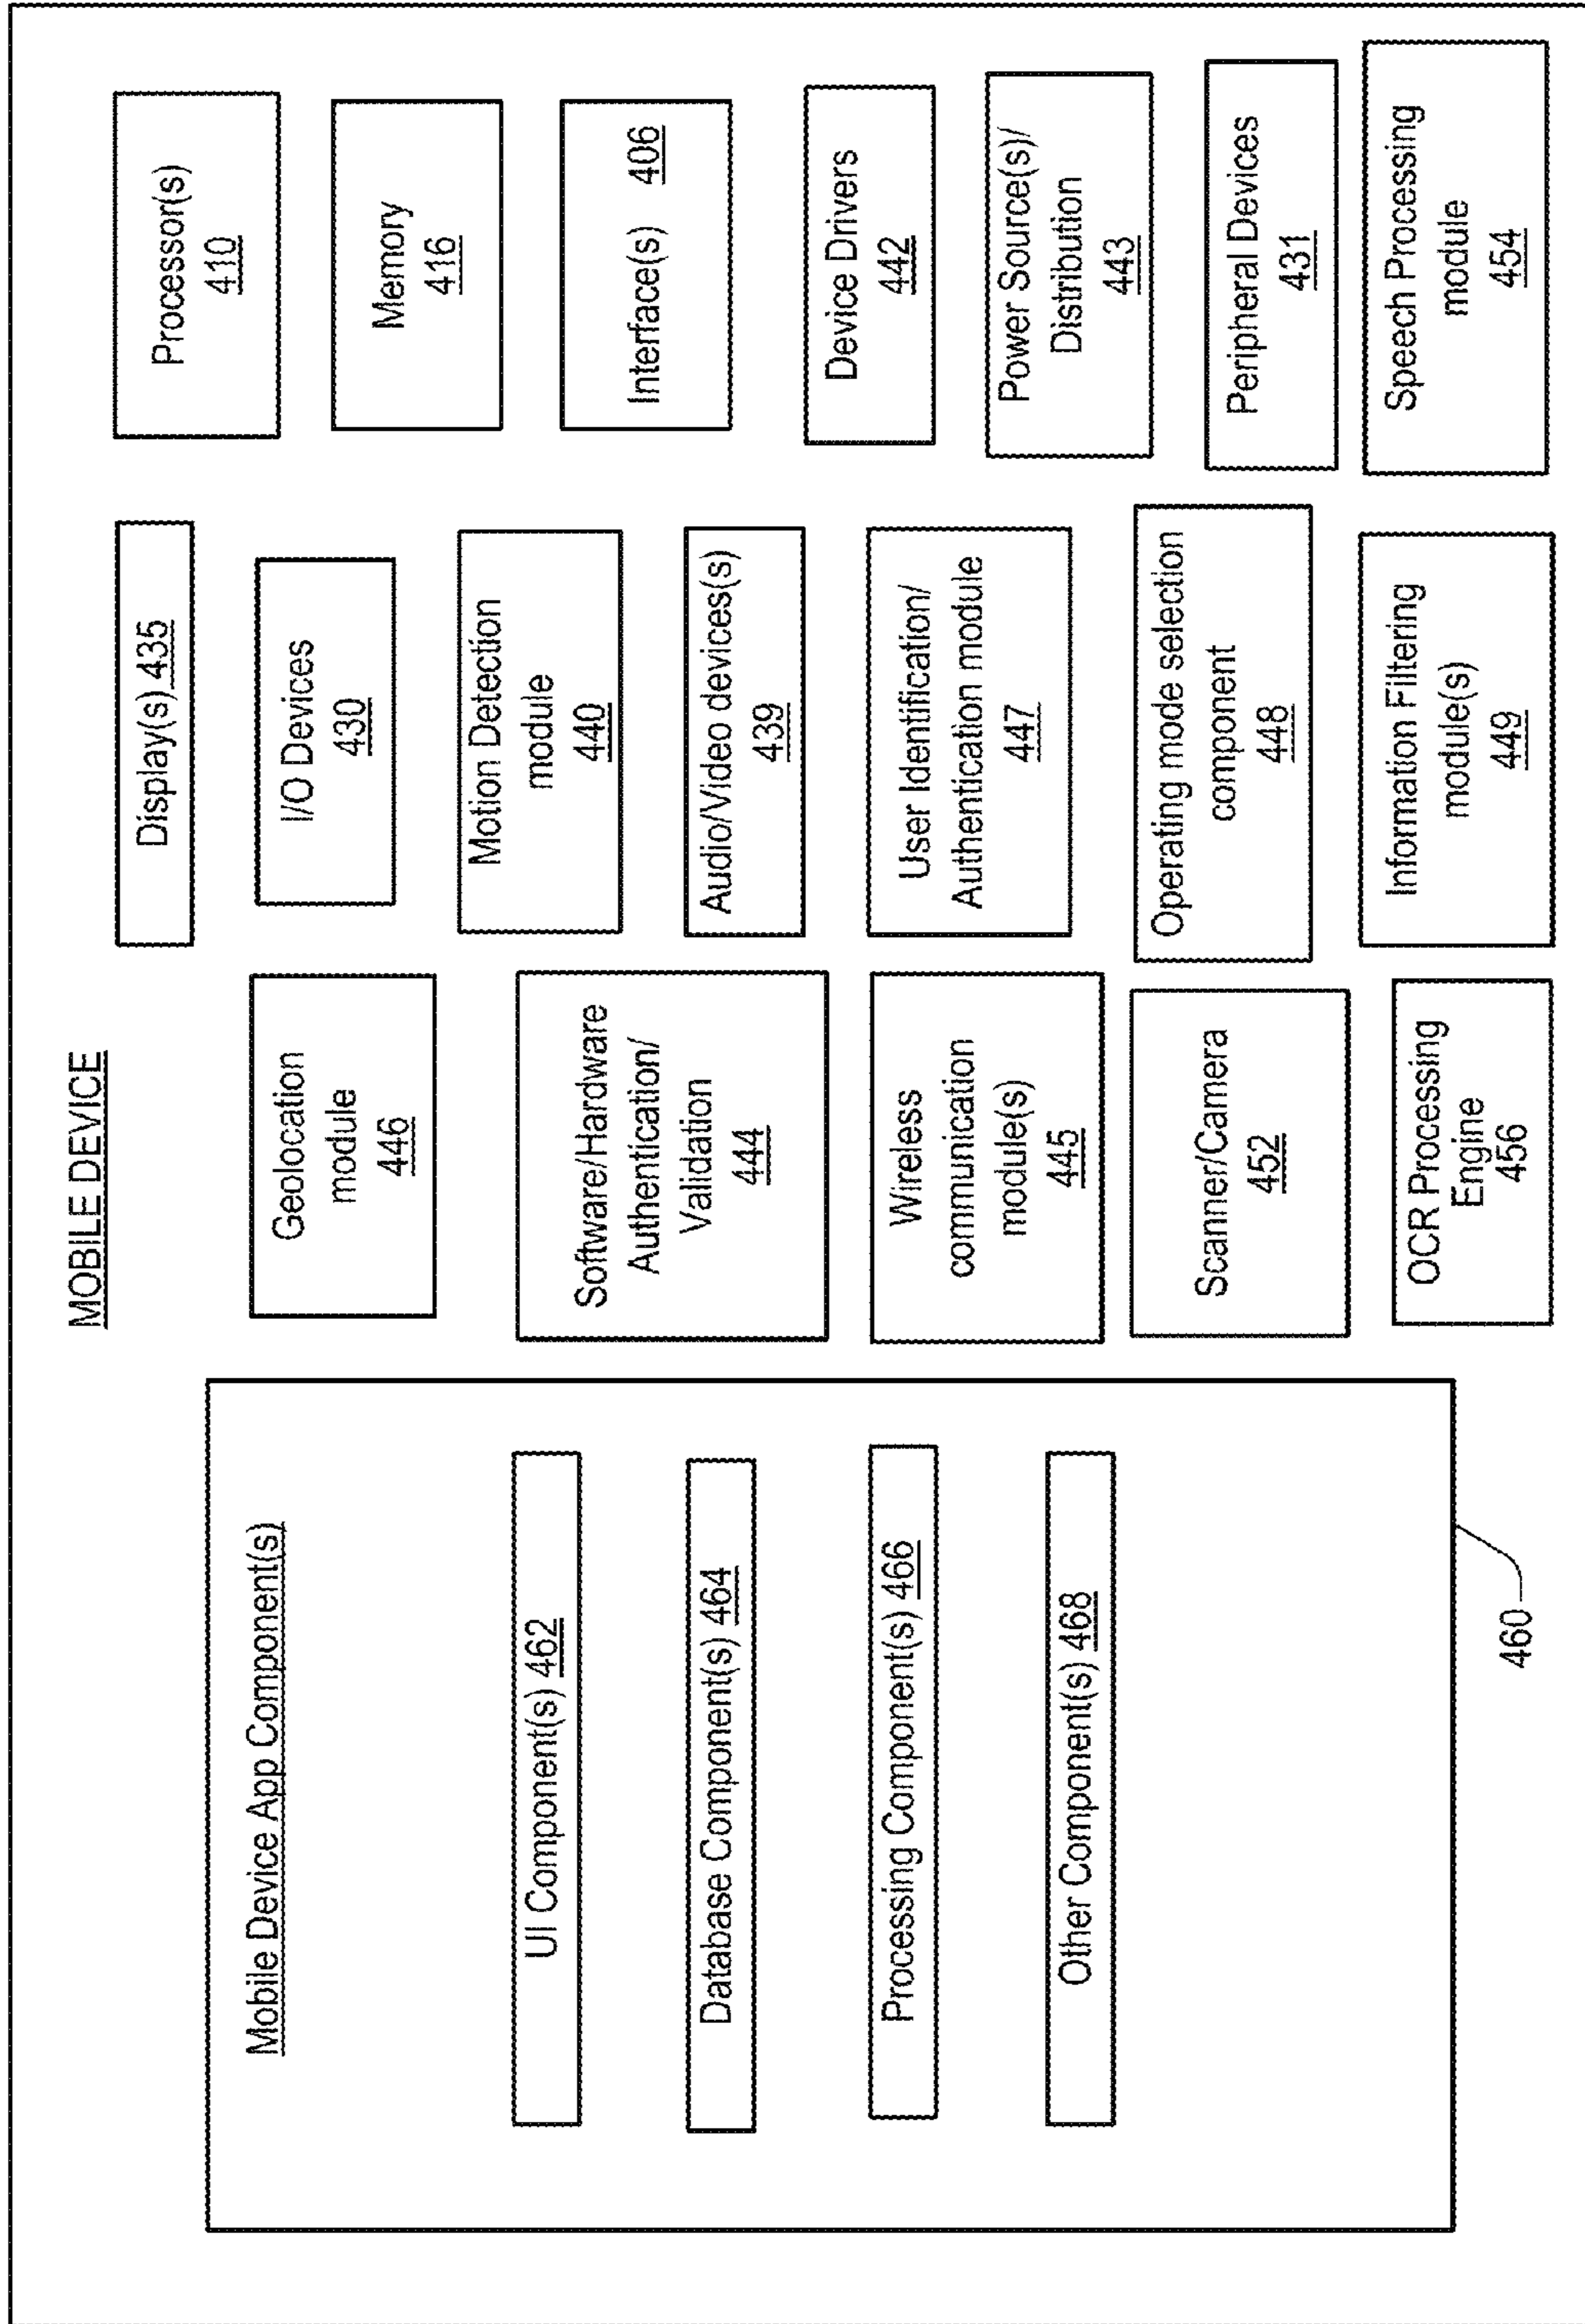 MOBILE DEVICE
Mobile Device App Component(s)
UI Component(s) 462
Database Component(s) 464
Processing Component(s) 466
Other Component(s) 468
460
Geolocation
module
446
Software/Hardware
Authentication/
Validation
444
Wireless
communication
module(s)
445
Scanner/Camera
452
OCR Processing
Engine
456
Display(s) 435
I/O Devices
430
Motion Detection
module
440
Audio/Video devices(s)
439
User Identification/
Authentication module
447
Operating mode selection
component
448
Information Filtering
module(s)
449
Processor(s)
410
Memory
416
Interface(s) 406
Device Drivers
442
Power Source(s)/
Distribution
443
Peripheral Devices
431
Speech Processing
module
454